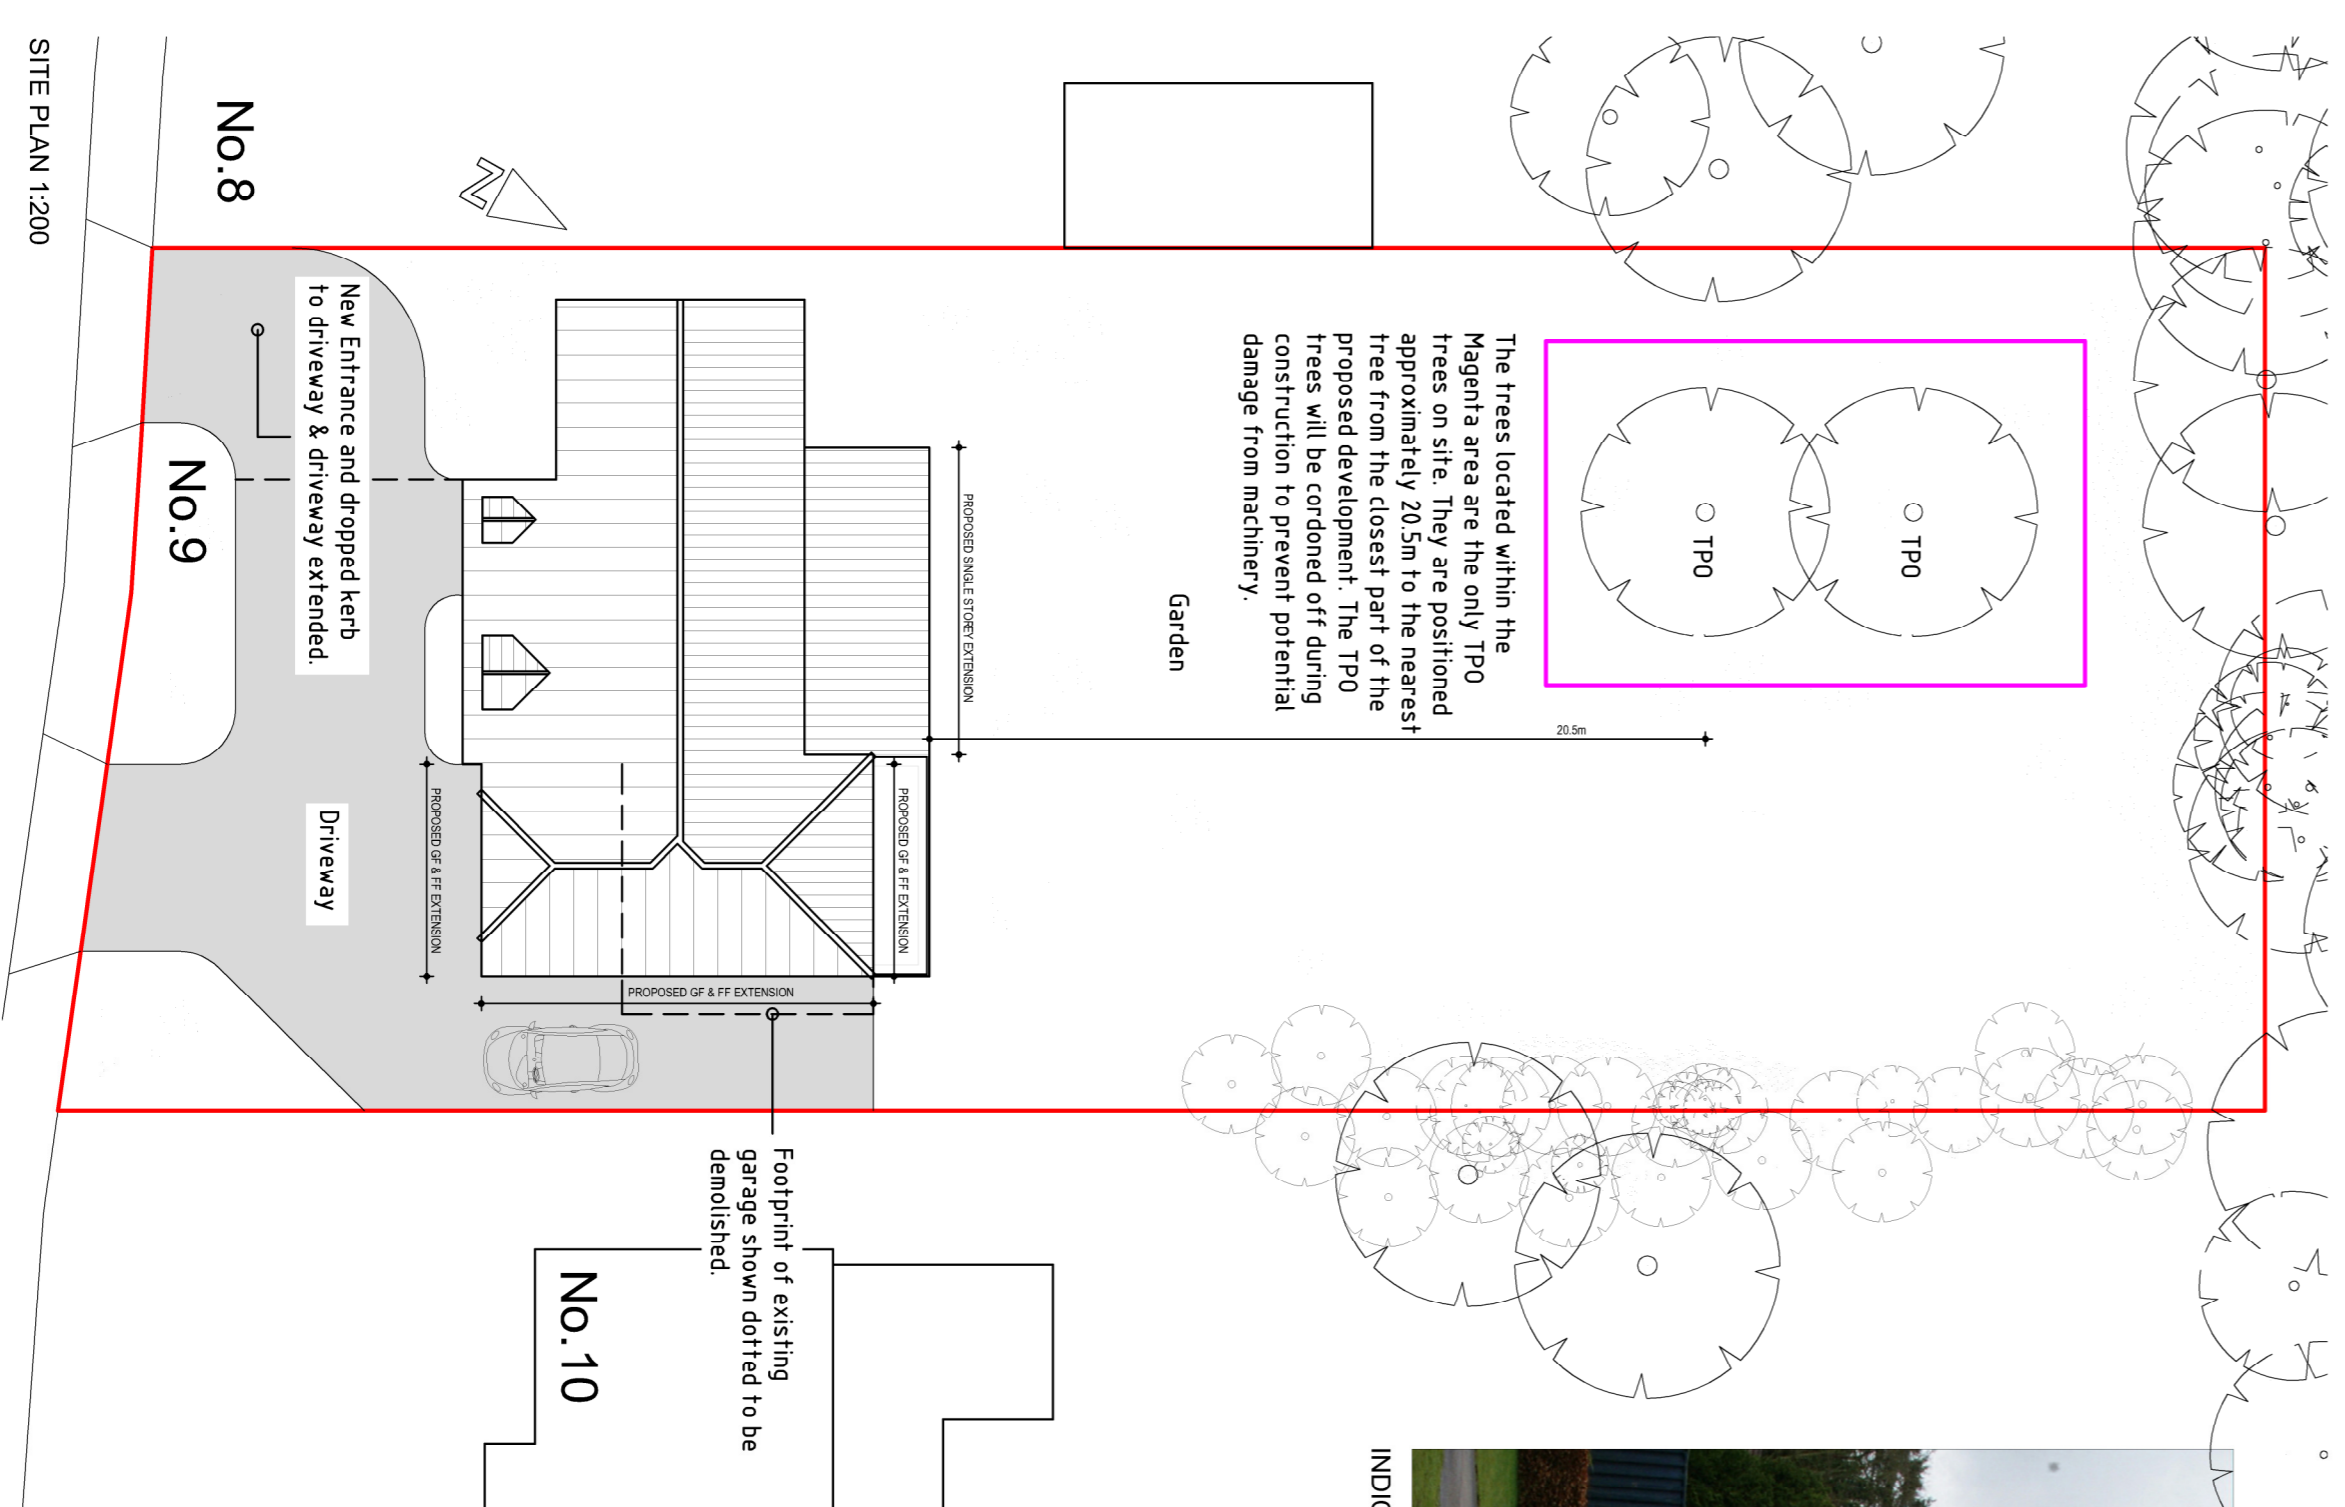 SITE PLAN 1:200
No.8
N
New Entrance and dropped kerb
to driveway & driveway extended.
No.9
Driveway
PROPOSED GF & FF EXTENSION
PROPOSED GF & FF EXTENSION
PROPOSED GF & FF EXTENSION
PROPOSED SINGLE STOREY EXTENSION
Garden
The trees located within the
Magenta area are the only TPO
trees on site. They are positioned
approximately 20.5m to the nearest
tree from the closest part of the
proposed development. The TPO
trees will be cordoned off during
construction to prevent potential
damage from machinery.
TPO
TPO
20.5m
Footprint of existing
garage shown dotted to be
demolished.
No.10